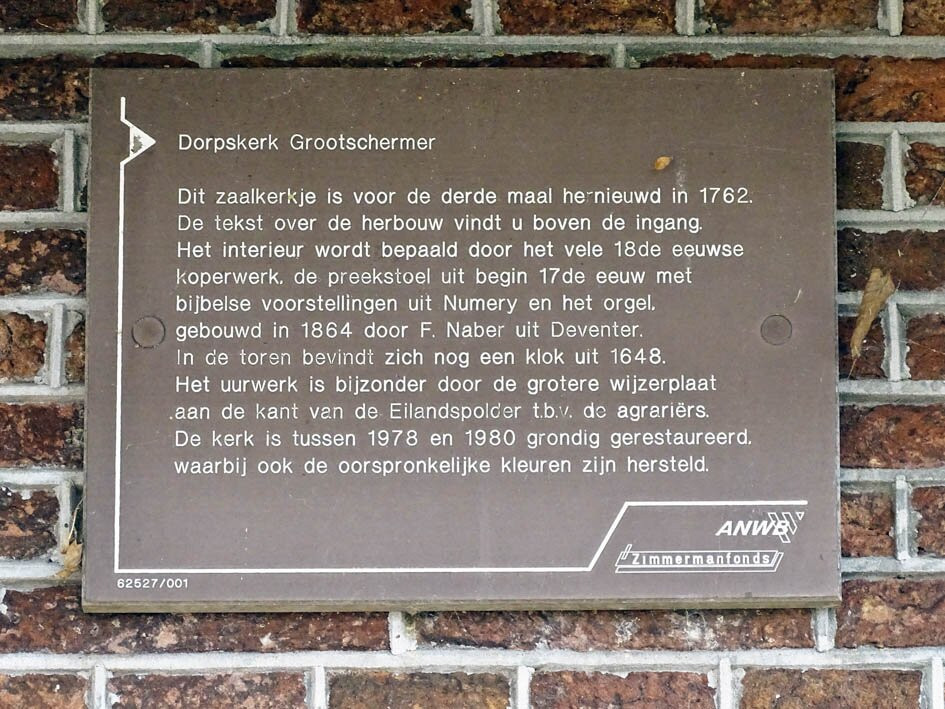 Dorpskerk Grootschermer
Dit zaalkerkje is voor de derde maal hernieuwd in 1762.
De tekst over de herbouw vindt u boven de ingang.
Het interieur wordt bepaald door het vele 18de eeuwse
koperwerk, de preekstoel uit begin 17de eeuw met
bijbelse voorstellingen uit Numery en het orgel,
gebouwd in 1864 door F. Naber uit Deventer.
In de toren bevindt zich nog een klok uit 1648.
Het uurwerk is bijzonder door de grotere wijzerplaat
aan de kant van de Eilandspolder t.b.v. de agrariërs.
De kerk is tussen 1978 en 1980 grondig gerestaureerd,
waarbij ook de oorspronkelijke kleuren zijn hersteld.
ANWB
Zimmermanfonds
62527/001